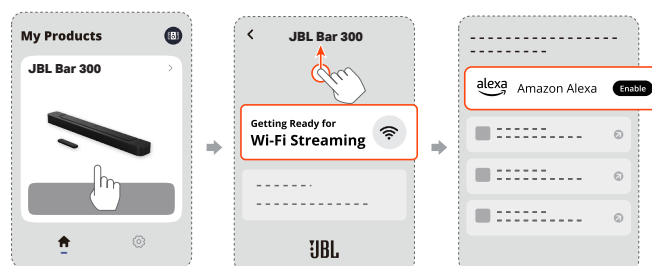 My Products
JBL Bar 300
JBL Bar 300
Getting Ready for
Wi-Fi Streaming
JBL
alexa
Amazon Alexa
Enable